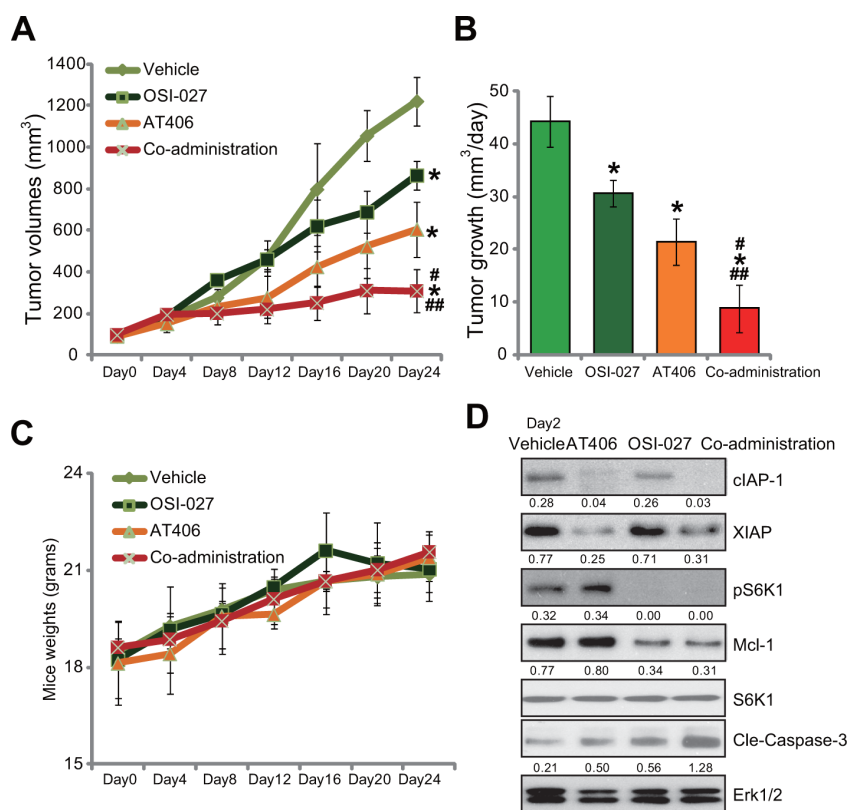 A
Tumor volumes (mm3)
1400
1200
1000
800
600
400
200
0
Vehicle
OSI-027
AT406
Co-administration
*
*
#
*
##
Day0 Day4 Day8 Day12 Day16 Day20 Day24
B
Tumor growth (mm3/day)
50
40
30
20
10
0
*
*
#
*
##
Vehicle OSI-027 AT406 Co-administration
C
Mice weights (grams)
24
21
18
15
Vehicle
OSI-027
AT406
Co-administration
Day0 Day4 Day8 Day12 Day16 Day20 Day24
D
Day2
Vehicle AT406 OSI-027 Co-administration
cIAP-1
0.28 0.04 0.26 0.03
XIAP
0.77 0.25 0.71 0.31
pS6K1
0.32 0.34 0.00 0.00
Mcl-1
0.77 0.80 0.34 0.31
S6K1
Cle-Caspase-3
0.21 0.50 0.56 1.28
Erk1/2